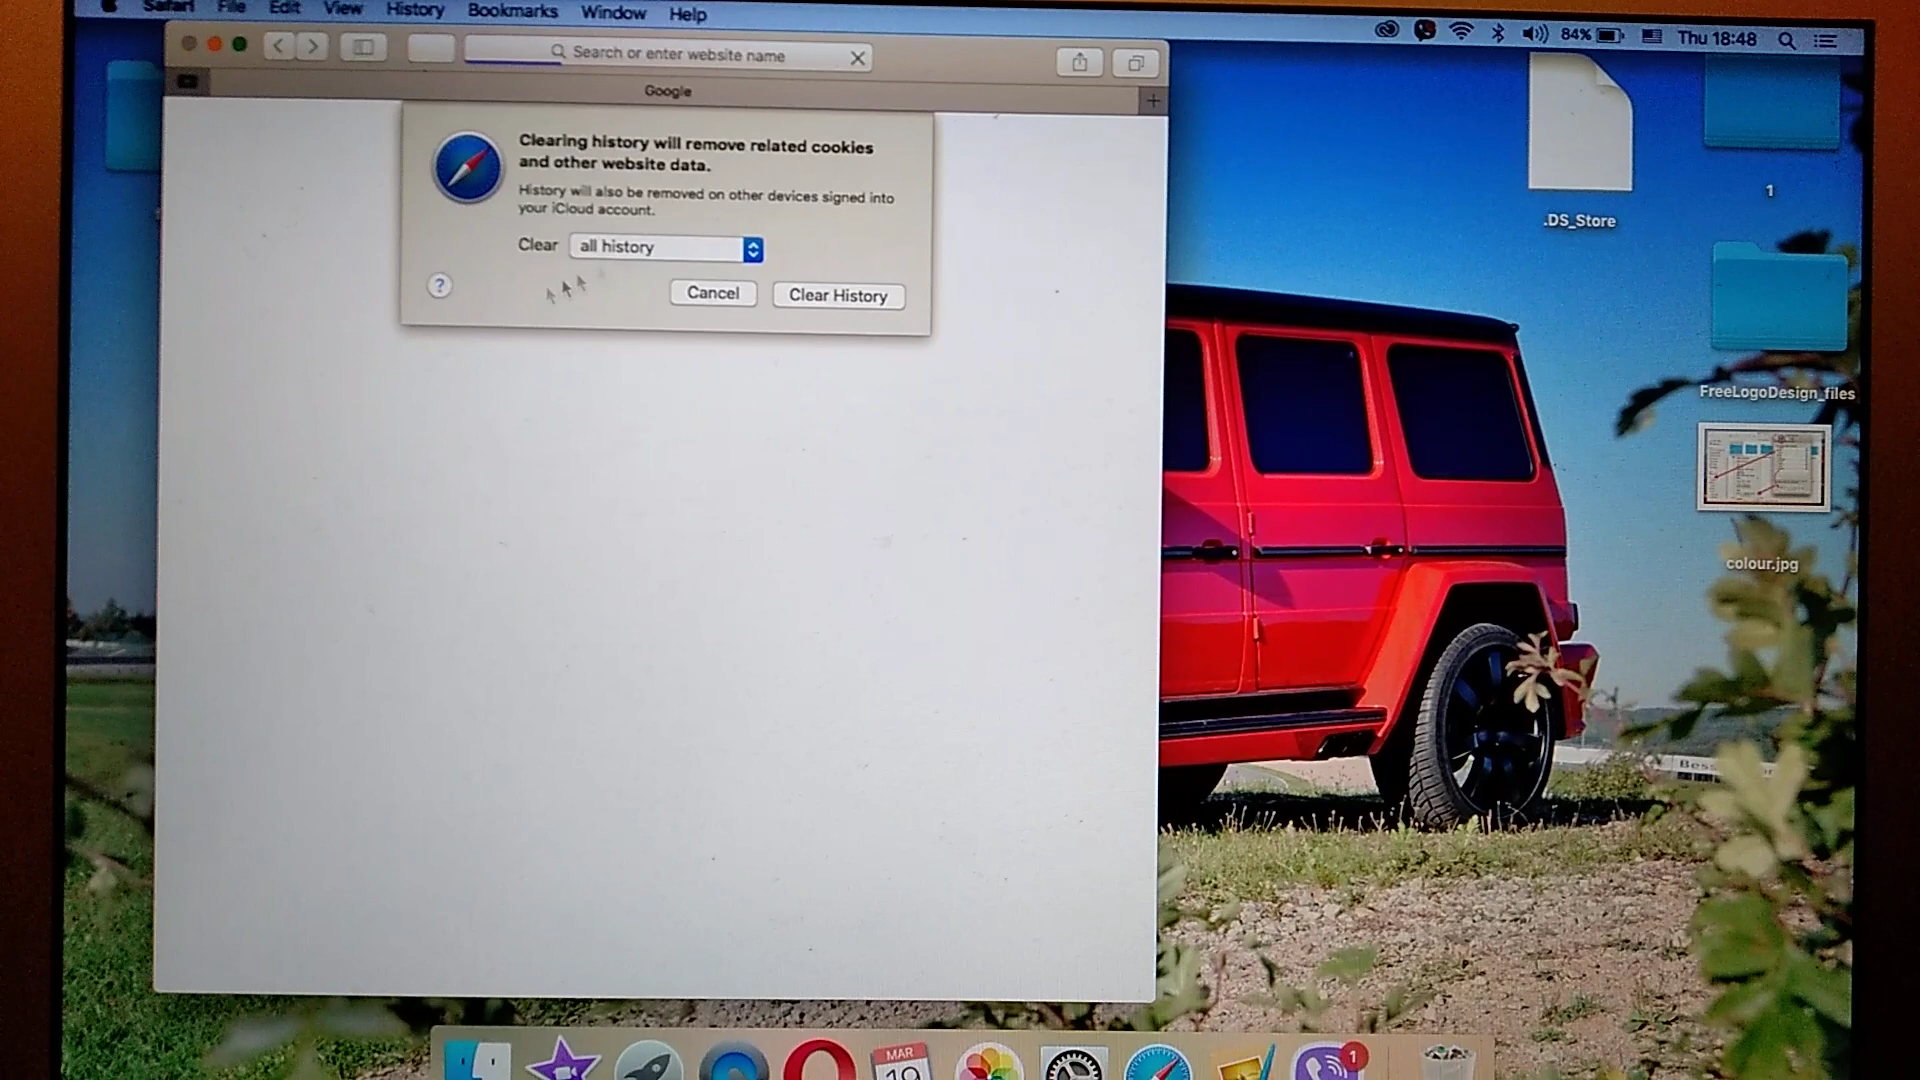 Safari File Edit View History Bookmarks Window Help
84% Thu 18:48
Search or enter website name
Google
Clearing history will remove related cookies
and other website data.
History will also be removed on other devices signed into
your iCloud account.
Clear all history
? Cancel Clear History
.DS_Store
1
FreeLogoDesign_files
colour.jpg
Bess
MAR
19
1